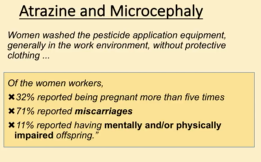 Atrazine and Microcephaly
Women washed the pesticide application equipment,
generally in the work environment, without protective
clothing ...
Of the women workers,
✖32% reported being pregnant more than five times
✖71% reported miscarriages
✖11% reported having mentally and/or physically
impaired offspring."